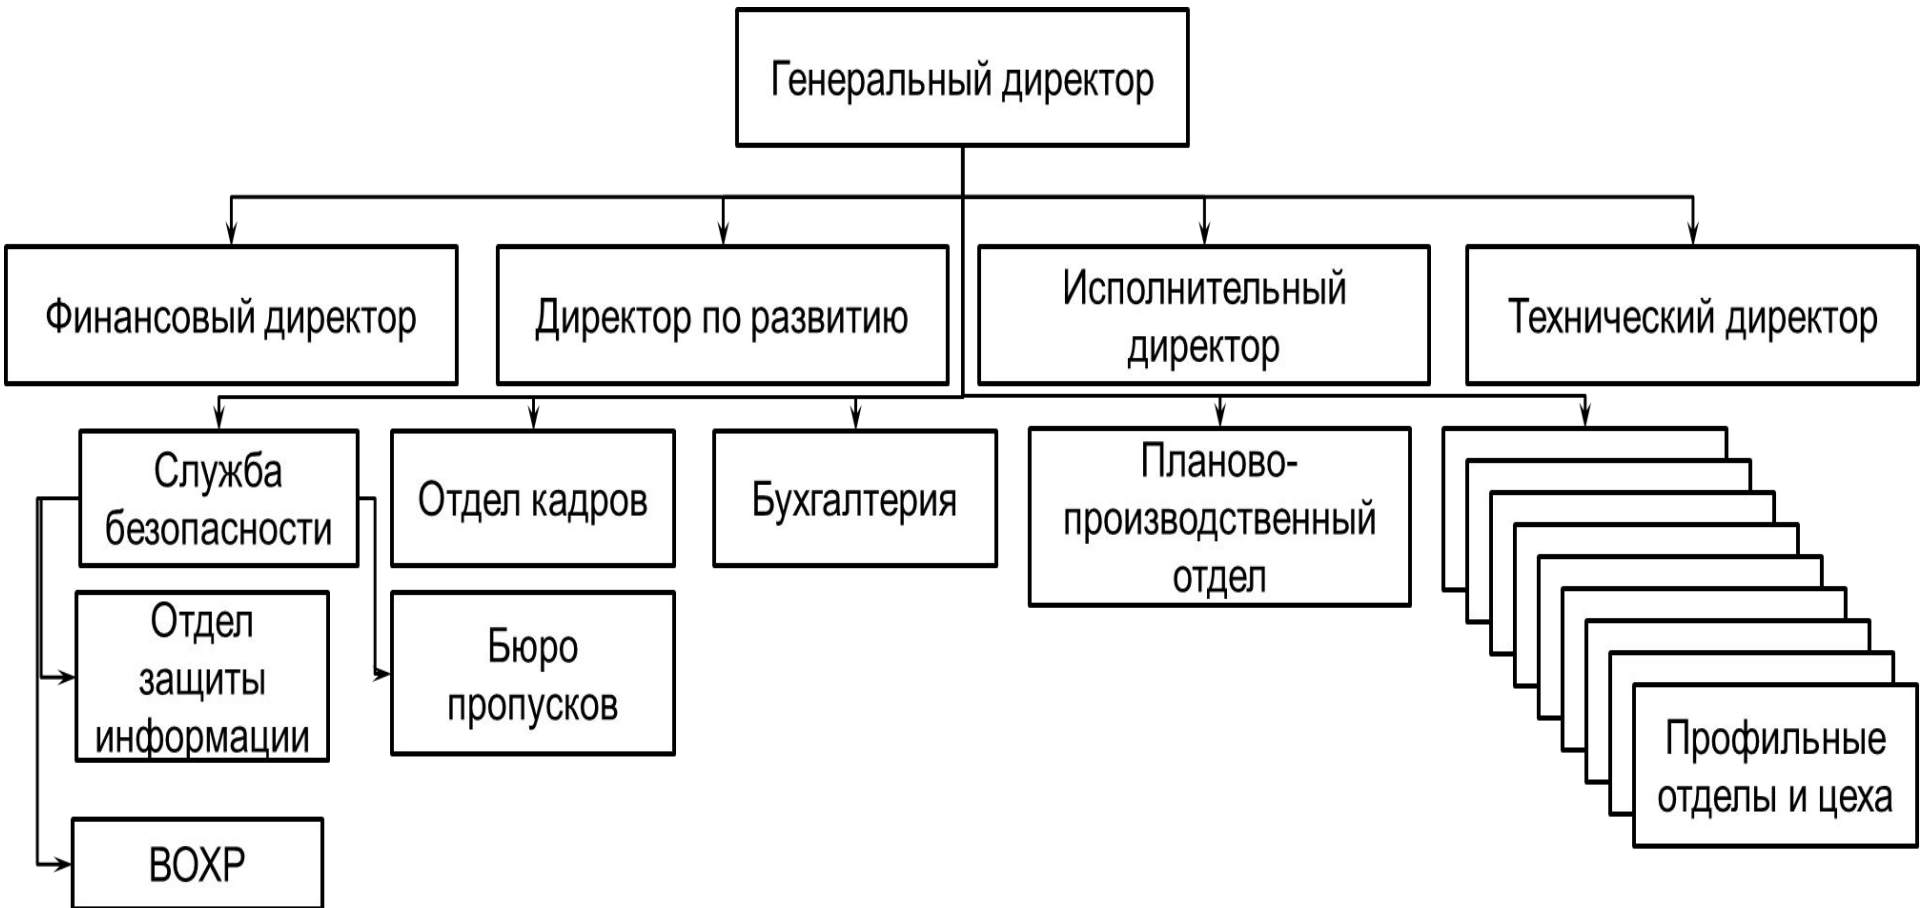 Генеральный директор
Финансовый директор
Директор по развитию
Исполнительный
директор
Технический директор
Служба
безопасности
Отдел кадров
Бухгалтерия
Планово-
производственный
отдел
Отдел
защиты
информации
Бюро
пропусков
Профильные
отделы и цеха
ВОХР